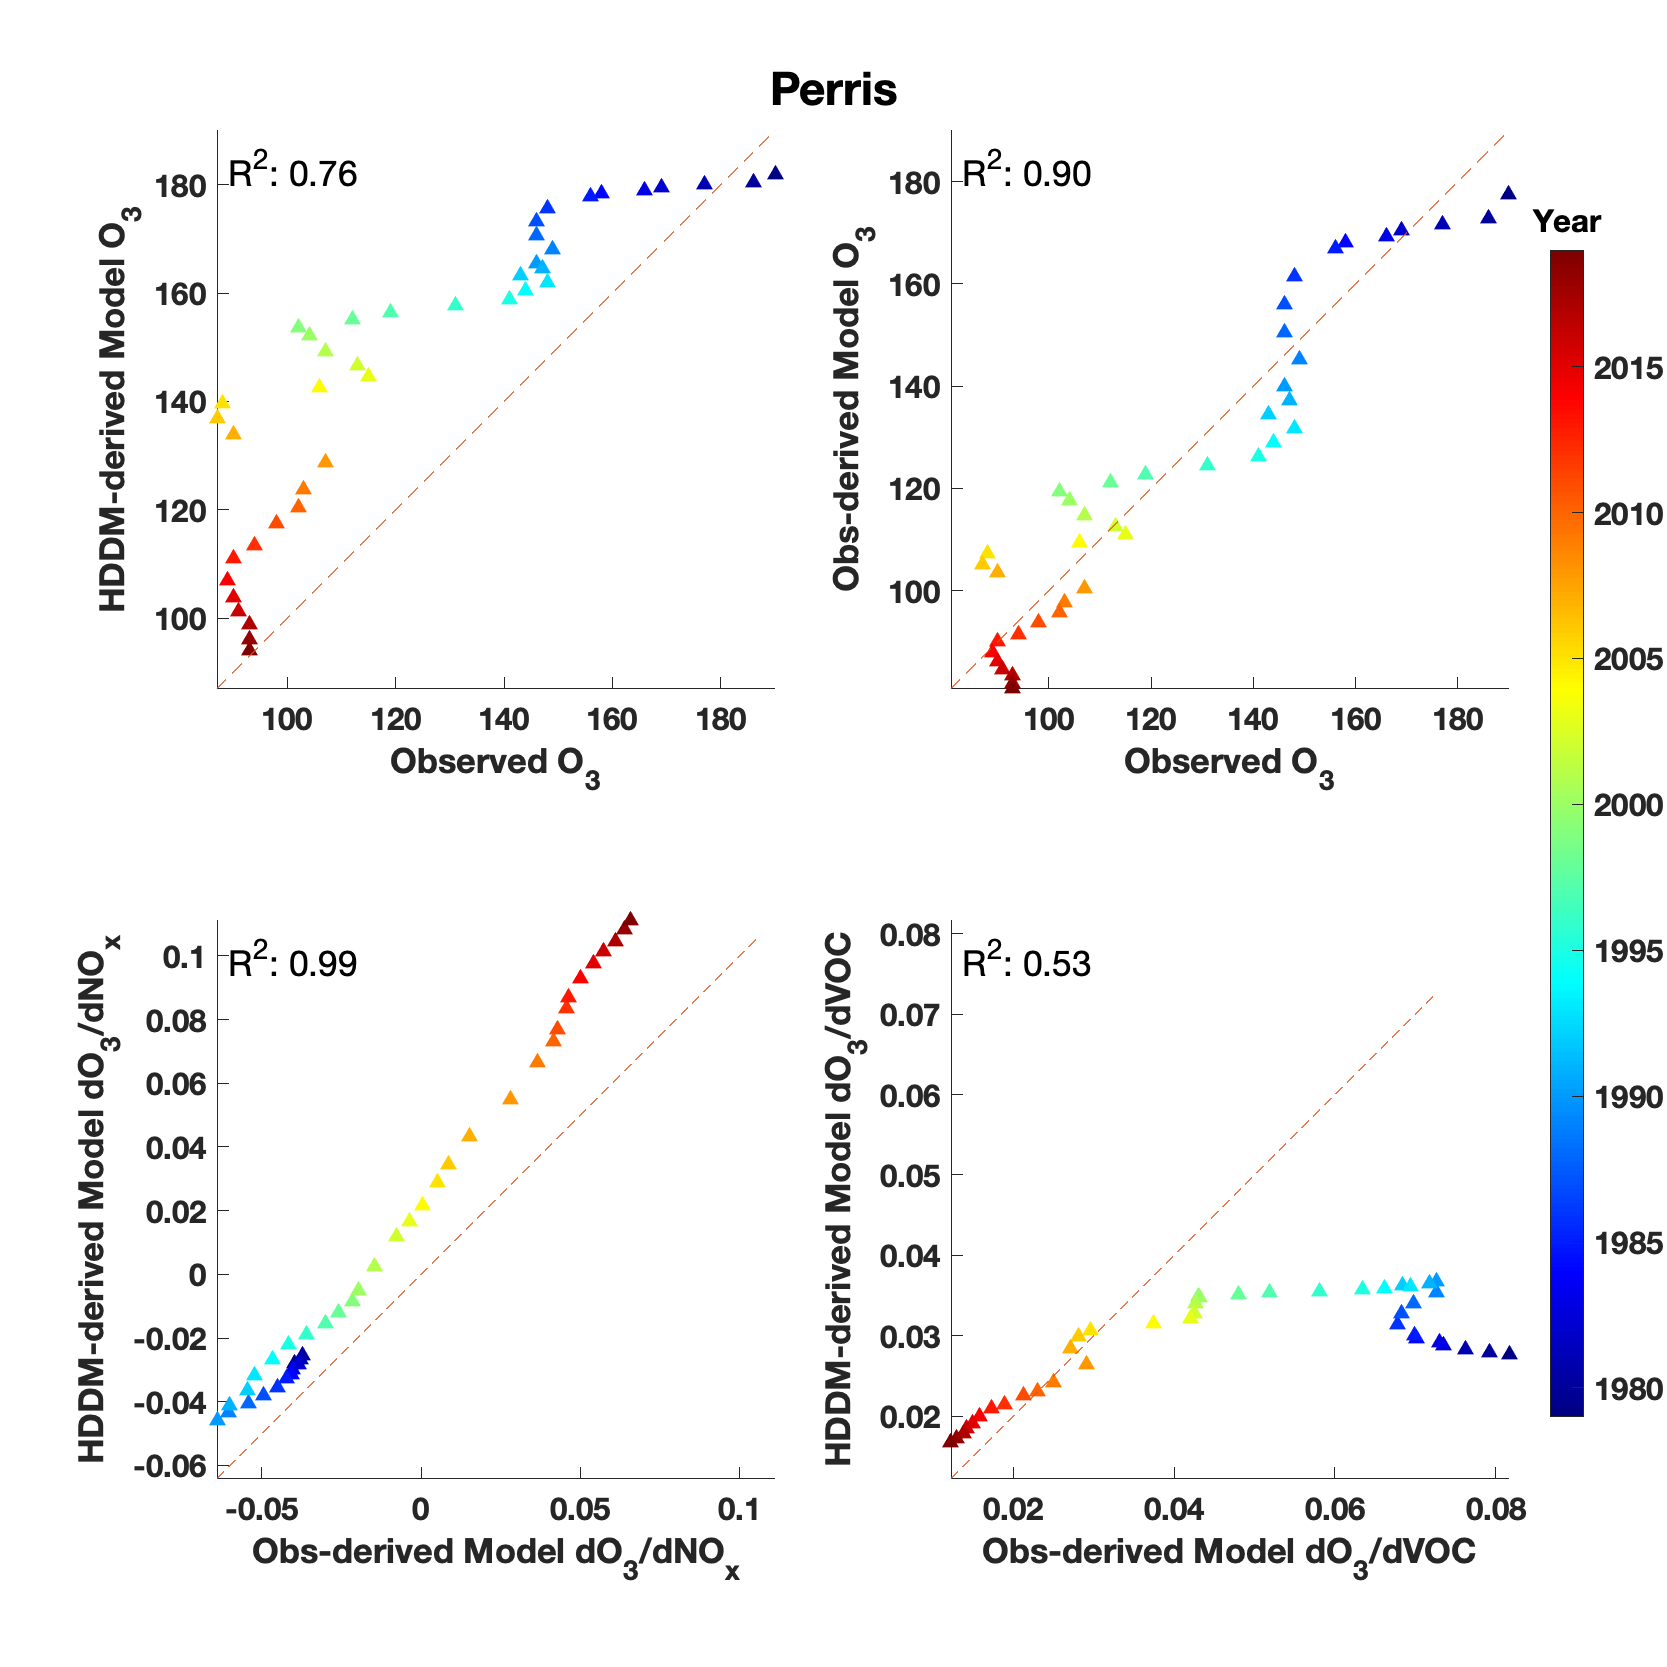 Perris
R2: 0.76
180
160
140
120
100
HDDM-derived Model O3
100 120 140 160 180
Observed O3
R2: 0.90
180
160
140
120
100
Obs-derived Model O3
100 120 140 160 180
Observed O3
Year
2015
2010
2005
2000
1995
1990
1985
1980
R2: 0.99
0.1
0.08
0.06
0.04
0.02
0
-0.02
-0.04
-0.06
HDDM-derived Model dO3/dNOx
-0.05 0 0.05 0.1
Obs-derived Model dO3/dNOx
R2: 0.53
0.08
0.07
0.06
0.05
0.04
0.03
0.02
HDDM-derived Model dO3/dVOC
0.02 0.04 0.06 0.08
Obs-derived Model dO3/dVOC